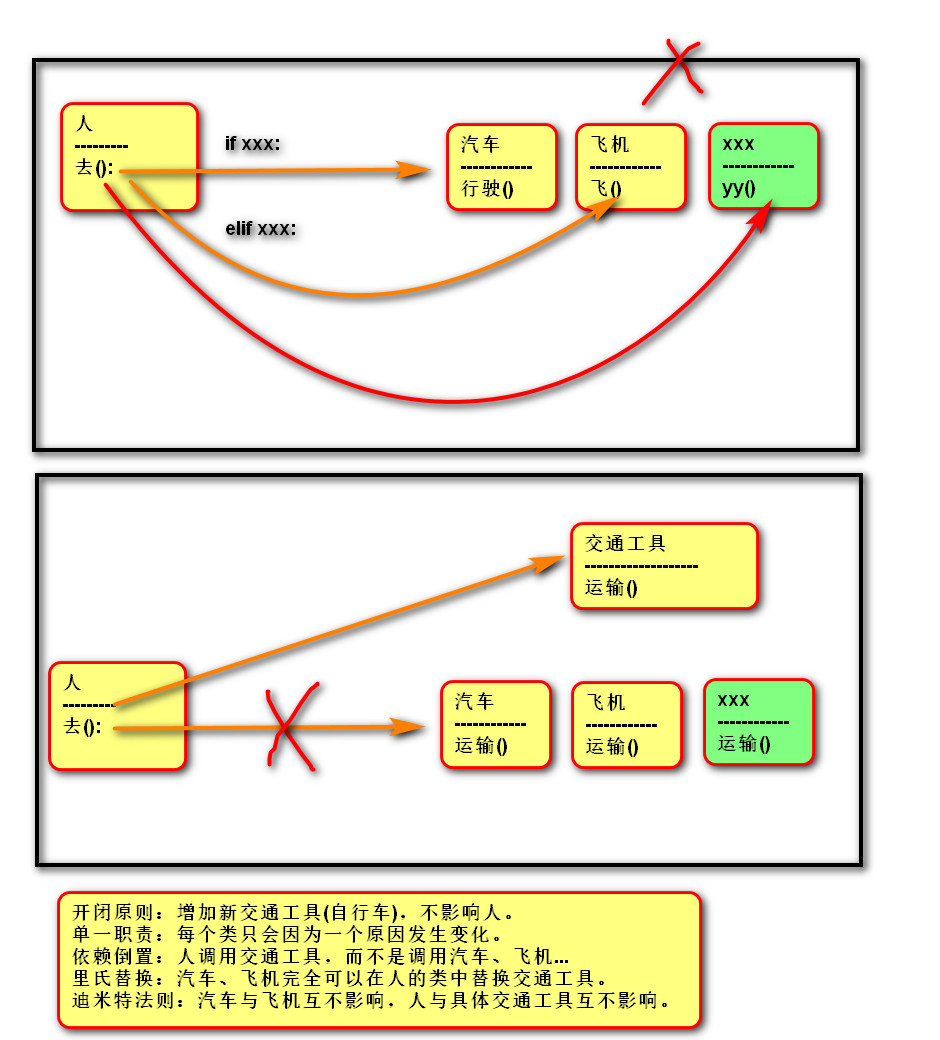 人
---------
去():
if xxx:
elif xxx:
汽车
------------
行驶()
飞机
------------
飞()
xxx
------------
yy()
交通工具
-------------------
运输()
人
---------
去():
汽车
------------
运输()
飞机
------------
运输()
xxx
------------
运输()
开闭原则：增加新交通工具(自行车)，不影响人。
单一职责：每个类只会因为一个原因发生变化。
依赖倒置：人调用交通工具，而不是调用汽车、飞机...
里氏替换：汽车、飞机完全可以在人的类中替换交通工具。
迪米特法则：汽车与飞机互不影响，人与具体交通工具互不影响。